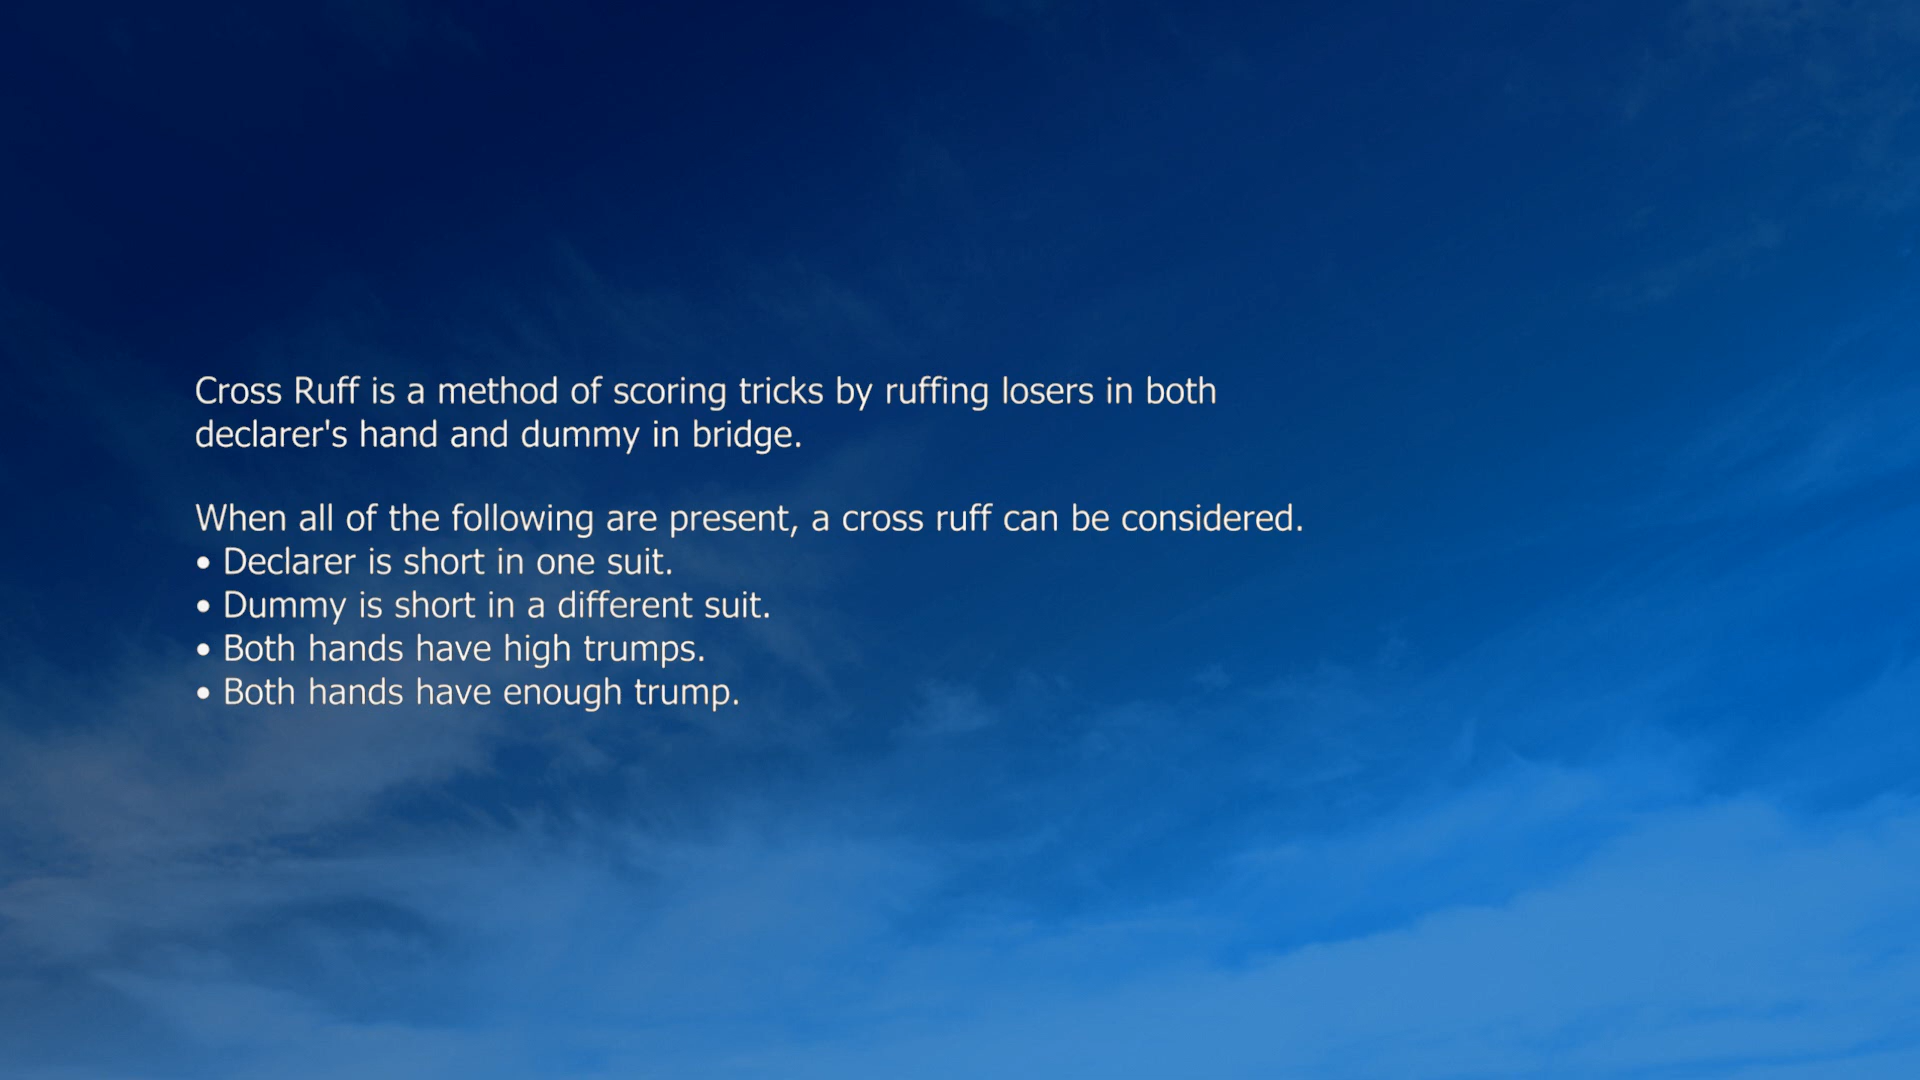 Cross Ruff is a method of scoring tricks by ruffing losers in both
declarer's hand and dummy in bridge.
When all of the following are present, a cross ruff can be considered.
• Declarer is short in one suit.
• Dummy is short in a different suit.
• Both hands have high trumps.
• Both hands have enough trump.